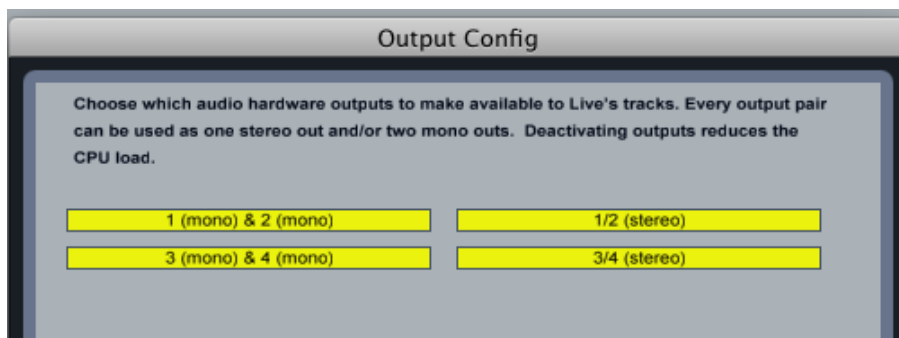 Output Config
Choose which audio hardware outputs to make available to Live's tracks. Every output pair
can be used as one stereo out and/or two mono outs.  Deactivating outputs reduces the
CPU load.
1 (mono) & 2 (mono)
1/2 (stereo)
3 (mono) & 4 (mono)
3/4 (stereo)